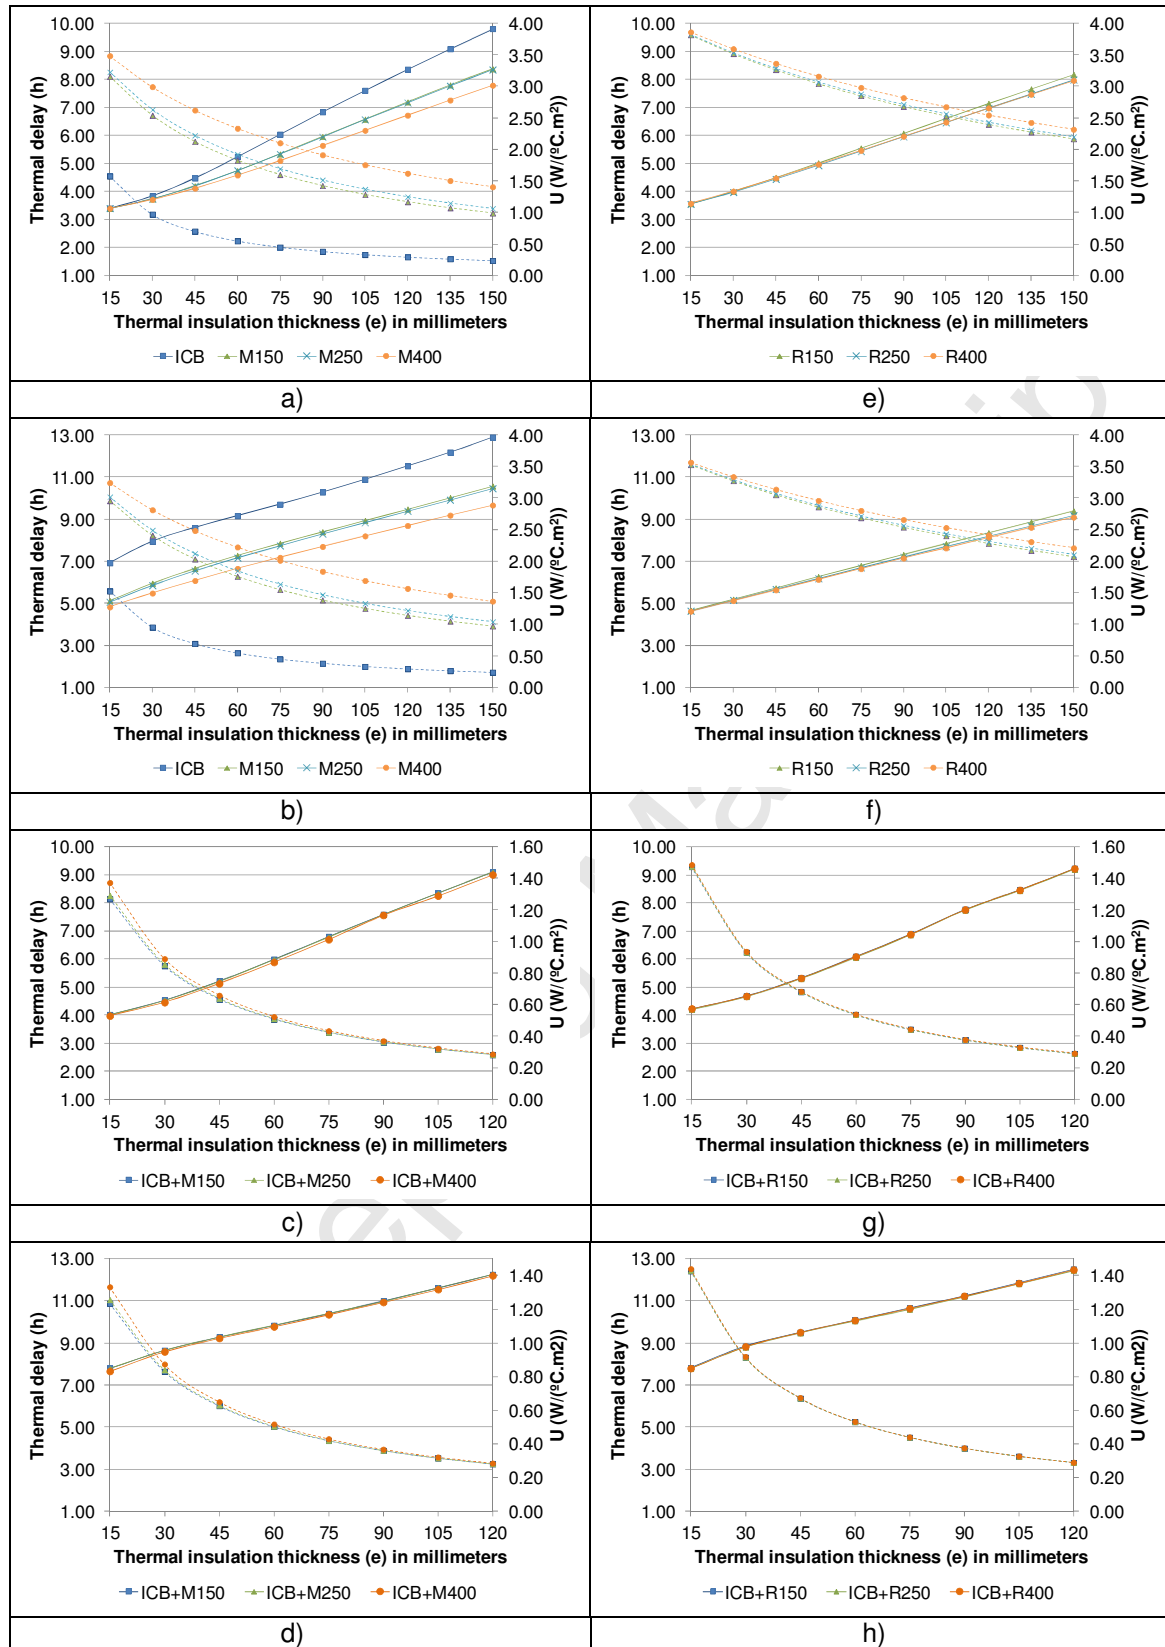 10.00
9.00
8.00
7.00
6.00
5.00
4.00
3.00
2.00
1.00
Thermal delay (h)
4.00
3.50
3.00
2.50
2.00
1.50
1.00
0.50
0.00
U (W/(ºC.m²))
15 30 45 60 75 90 105 120 135 150
Thermal insulation thickness (e) in millimeters
ICB M150 M250 M400
a)
10.00
9.00
8.00
7.00
6.00
5.00
4.00
3.00
2.00
1.00
Thermal delay (h)
4.00
3.50
3.00
2.50
2.00
1.50
1.00
0.50
0.00
U (W/(ºC.m²))
15 30 45 60 75 90 105 120 135 150
Thermal insulation thickness (e) in millimeters
R150 R250 R400
e)
13.00
11.00
9.00
7.00
5.00
3.00
1.00
Thermal delay (h)
4.00
3.50
3.00
2.50
2.00
1.50
1.00
0.50
0.00
U (W/(ºC.m²))
15 30 45 60 75 90 105 120 135 150
Thermal insulation thickness (e) in millimeters
ICB M150 M250 M400
b)
13.00
11.00
9.00
7.00
5.00
3.00
1.00
Thermal delay (h)
4.00
3.50
3.00
2.50
2.00
1.50
1.00
0.50
0.00
U (W/(ºC.m²))
15 30 45 60 75 90 105 120 135 150
Thermal insulation thickness (e) in millimeters
R150 R250 R400
f)
10.00
9.00
8.00
7.00
6.00
5.00
4.00
3.00
2.00
1.00
Thermal delay (h)
1.60
1.40
1.20
1.00
0.80
0.60
0.40
0.20
0.00
U (W/(ºC.m²))
15 30 45 60 75 90 105 120
Thermal insulation thickness (e) in millimeters
ICB+M150 ICB+M250 ICB+M400
c)
10.00
9.00
8.00
7.00
6.00
5.00
4.00
3.00
2.00
1.00
Thermal delay (h)
1.60
1.40
1.20
1.00
0.80
0.60
0.40
0.20
0.00
U (W/(ºC.m²))
15 30 45 60 75 90 105 120
Thermal insulation thickness (e) in millimeters
ICB+R150 ICB+R250 ICB+R400
g)
13.00
11.00
9.00
7.00
5.00
3.00
1.00
Thermal delay (h)
1.40
1.20
1.00
0.80
0.60
0.40
0.20
0.00
U (W/(ºC.m2))
15 30 45 60 75 90 105 120
Thermal insulation thickness (e) in millimeters
ICB+M150 ICB+M250 ICB+M400
d)
13.00
11.00
9.00
7.00
5.00
3.00
1.00
Thermal delay (h)
1.40
1.20
1.00
0.80
0.60
0.40
0.20
0.00
U (W/(ºC.m2))
15 30 45 60 75 90 105 120
Thermal insulation thickness (e) in millimeters
ICB+R150 ICB+R250 ICB+R400
h)